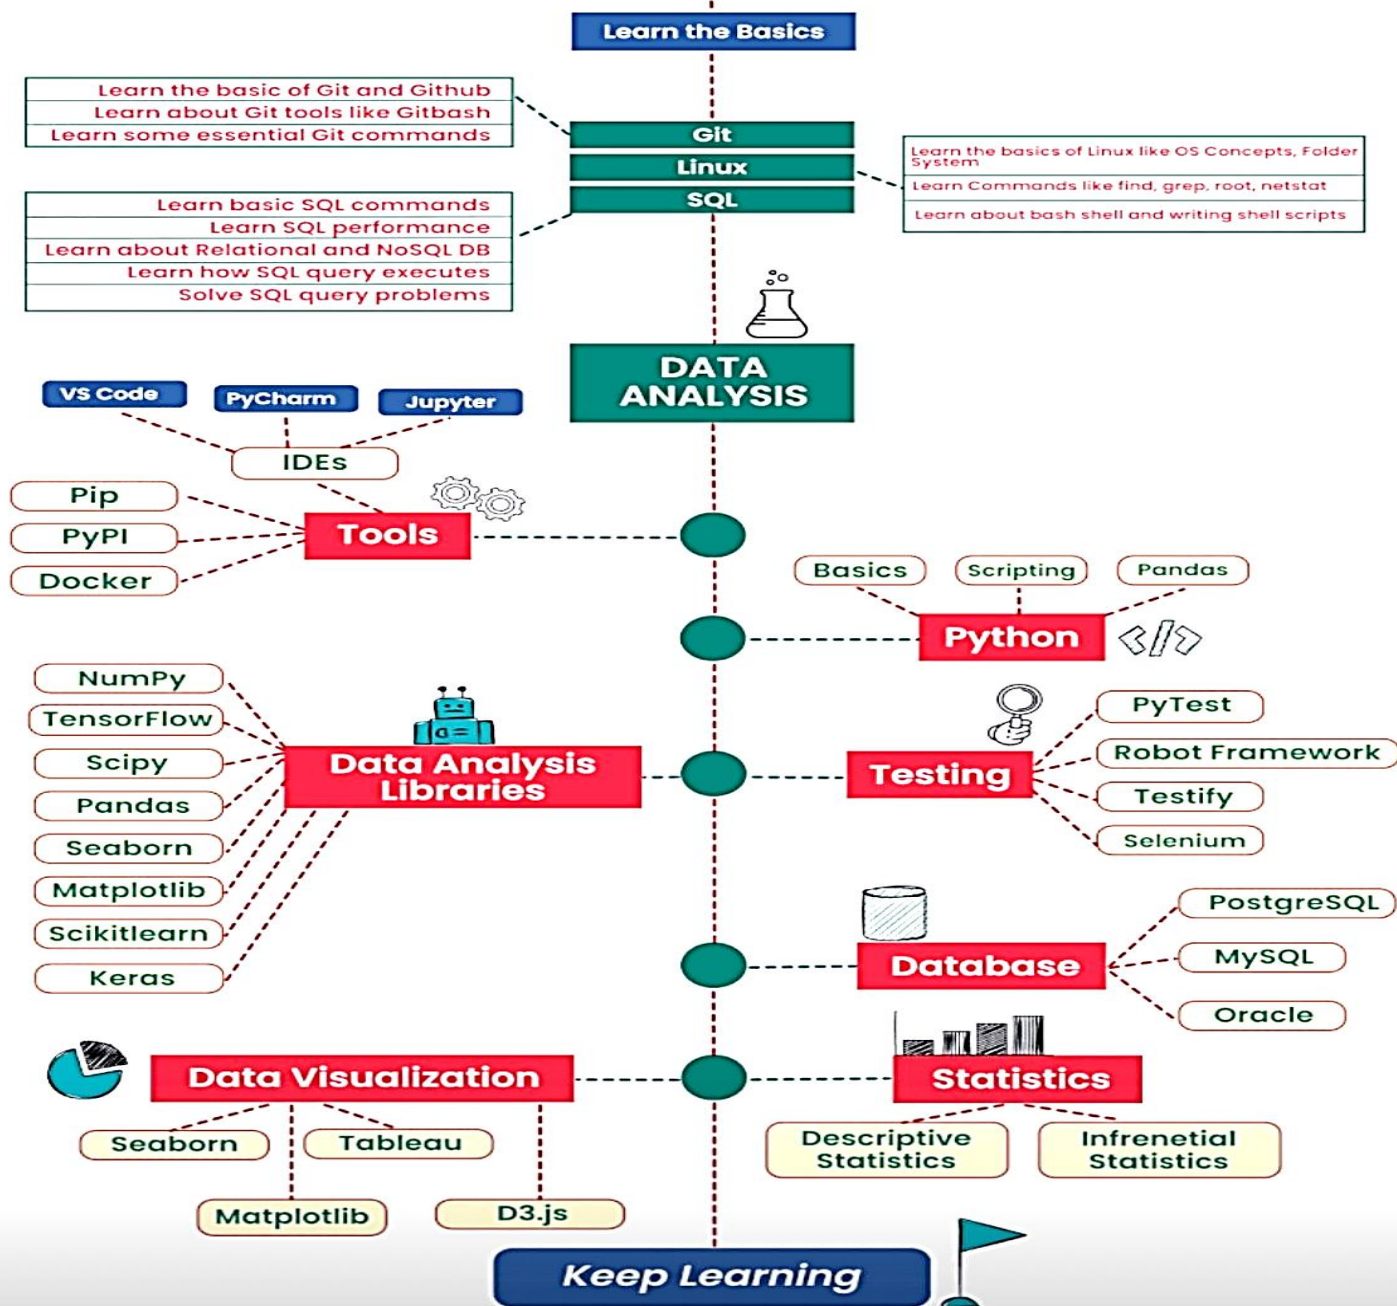 Learn the Basics
Learn the basic of Git and Github
Learn about Git tools like Gitbash
Learn some essential Git commands
Git
Linux
SQL
Learn the basics of Linux like OS Concepts, Folder
System
Learn Commands like find, grep, root, netstat
Learn about bash shell and writing shell scripts
Learn basic SQL commands
Learn SQL performance
Learn about Relational and NoSQL DB
Learn how SQL query executes
Solve SQL query problems
DATA
ANALYSIS
VS Code
PyCharm
Jupyter
IDEs
Pip
PyPI
Docker
Tools
Basics
Scripting
Pandas
Python
</>
NumPy
TensorFlow
Scipy
Pandas
Seaborn
Matplotlib
Scikitlearn
Keras
Data Analysis
Libraries
Testing
PyTest
Robot Framework
Testify
Selenium
Database
PostgreSQL
MySQL
Oracle
Data Visualization
Seaborn
Tableau
Matplotlib
D3.js
Statistics
Descriptive
Statistics
Infrenetial
Statistics
Keep Learning